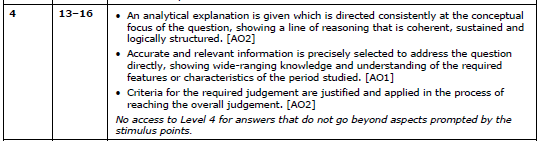 4 13–16 • An analytical explanation is given which is directed consistently at the conceptual
focus of the question, showing a line of reasoning that is coherent, sustained and
logically structured. [AO2]
• Accurate and relevant information is precisely selected to address the question
directly, showing wide-ranging knowledge and understanding of the required
features or characteristics of the period studied. [AO1]
• Criteria for the required judgement are justified and applied in the process of
reaching the overall judgement. [AO2]
No access to Level 4 for answers that do not go beyond aspects prompted by the
stimulus points.